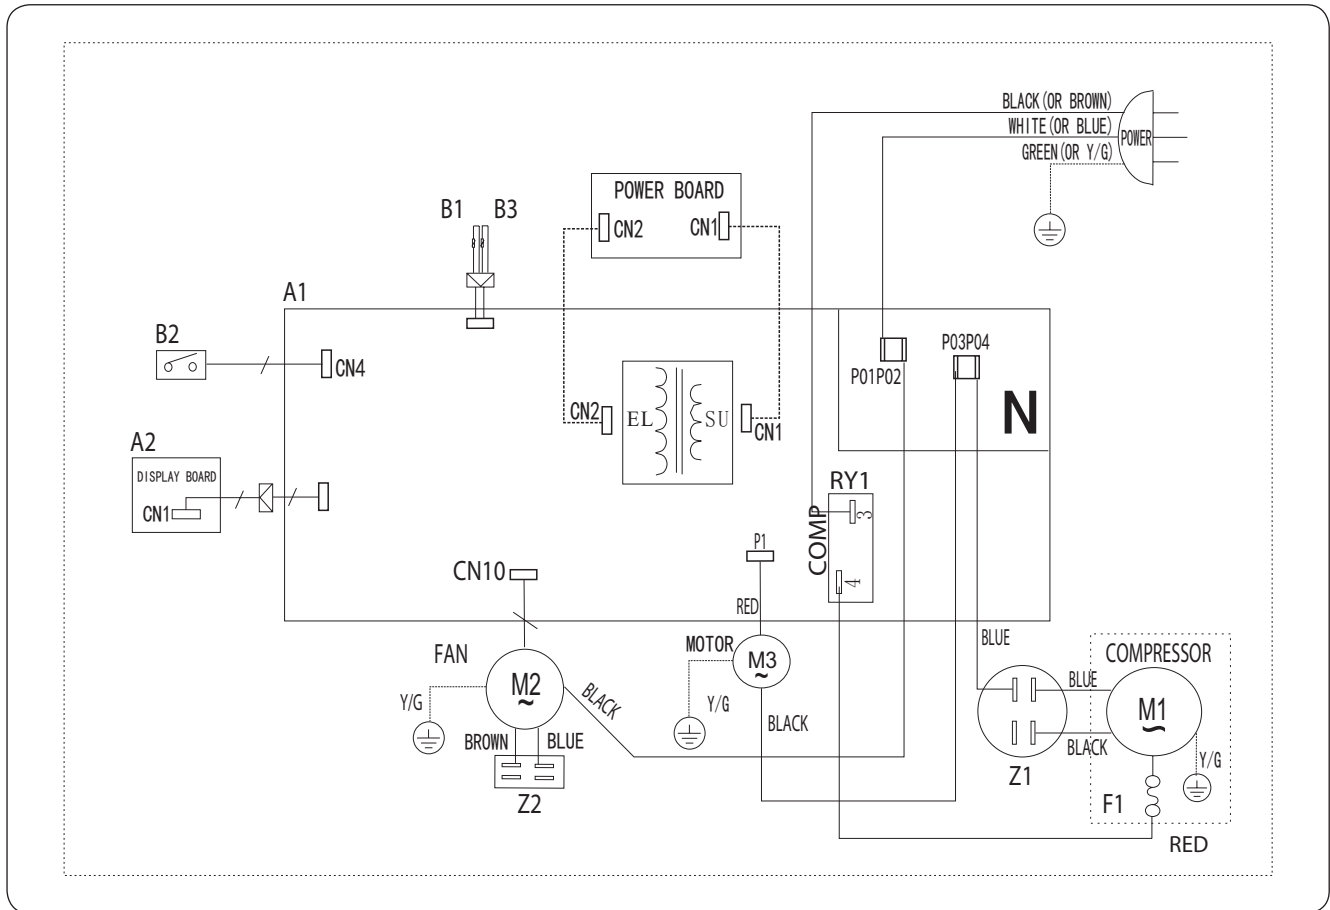 BLACK(OR BROWN)
WHITE(OR BLUE)
POWER
GREEN(OR Y/G)
POWER BOARD
CN2
CN1
B1
B3
A1
B2
CN4
P03P04
P01P02
N
CN2
EL
SU
CN1
A2
DISPLAY BOARD
CN1
RY1
COMP
3
4
P1
CN10
RED
MOTOR
M3
~
FAN
M2
~
BLACK
Y/G
Y/G
BLACK
BROWN
BLUE
Z2
BLUE
COMPRESSOR
BLUE
M1
~
BLACK
Y/G
Z1
F1
RED